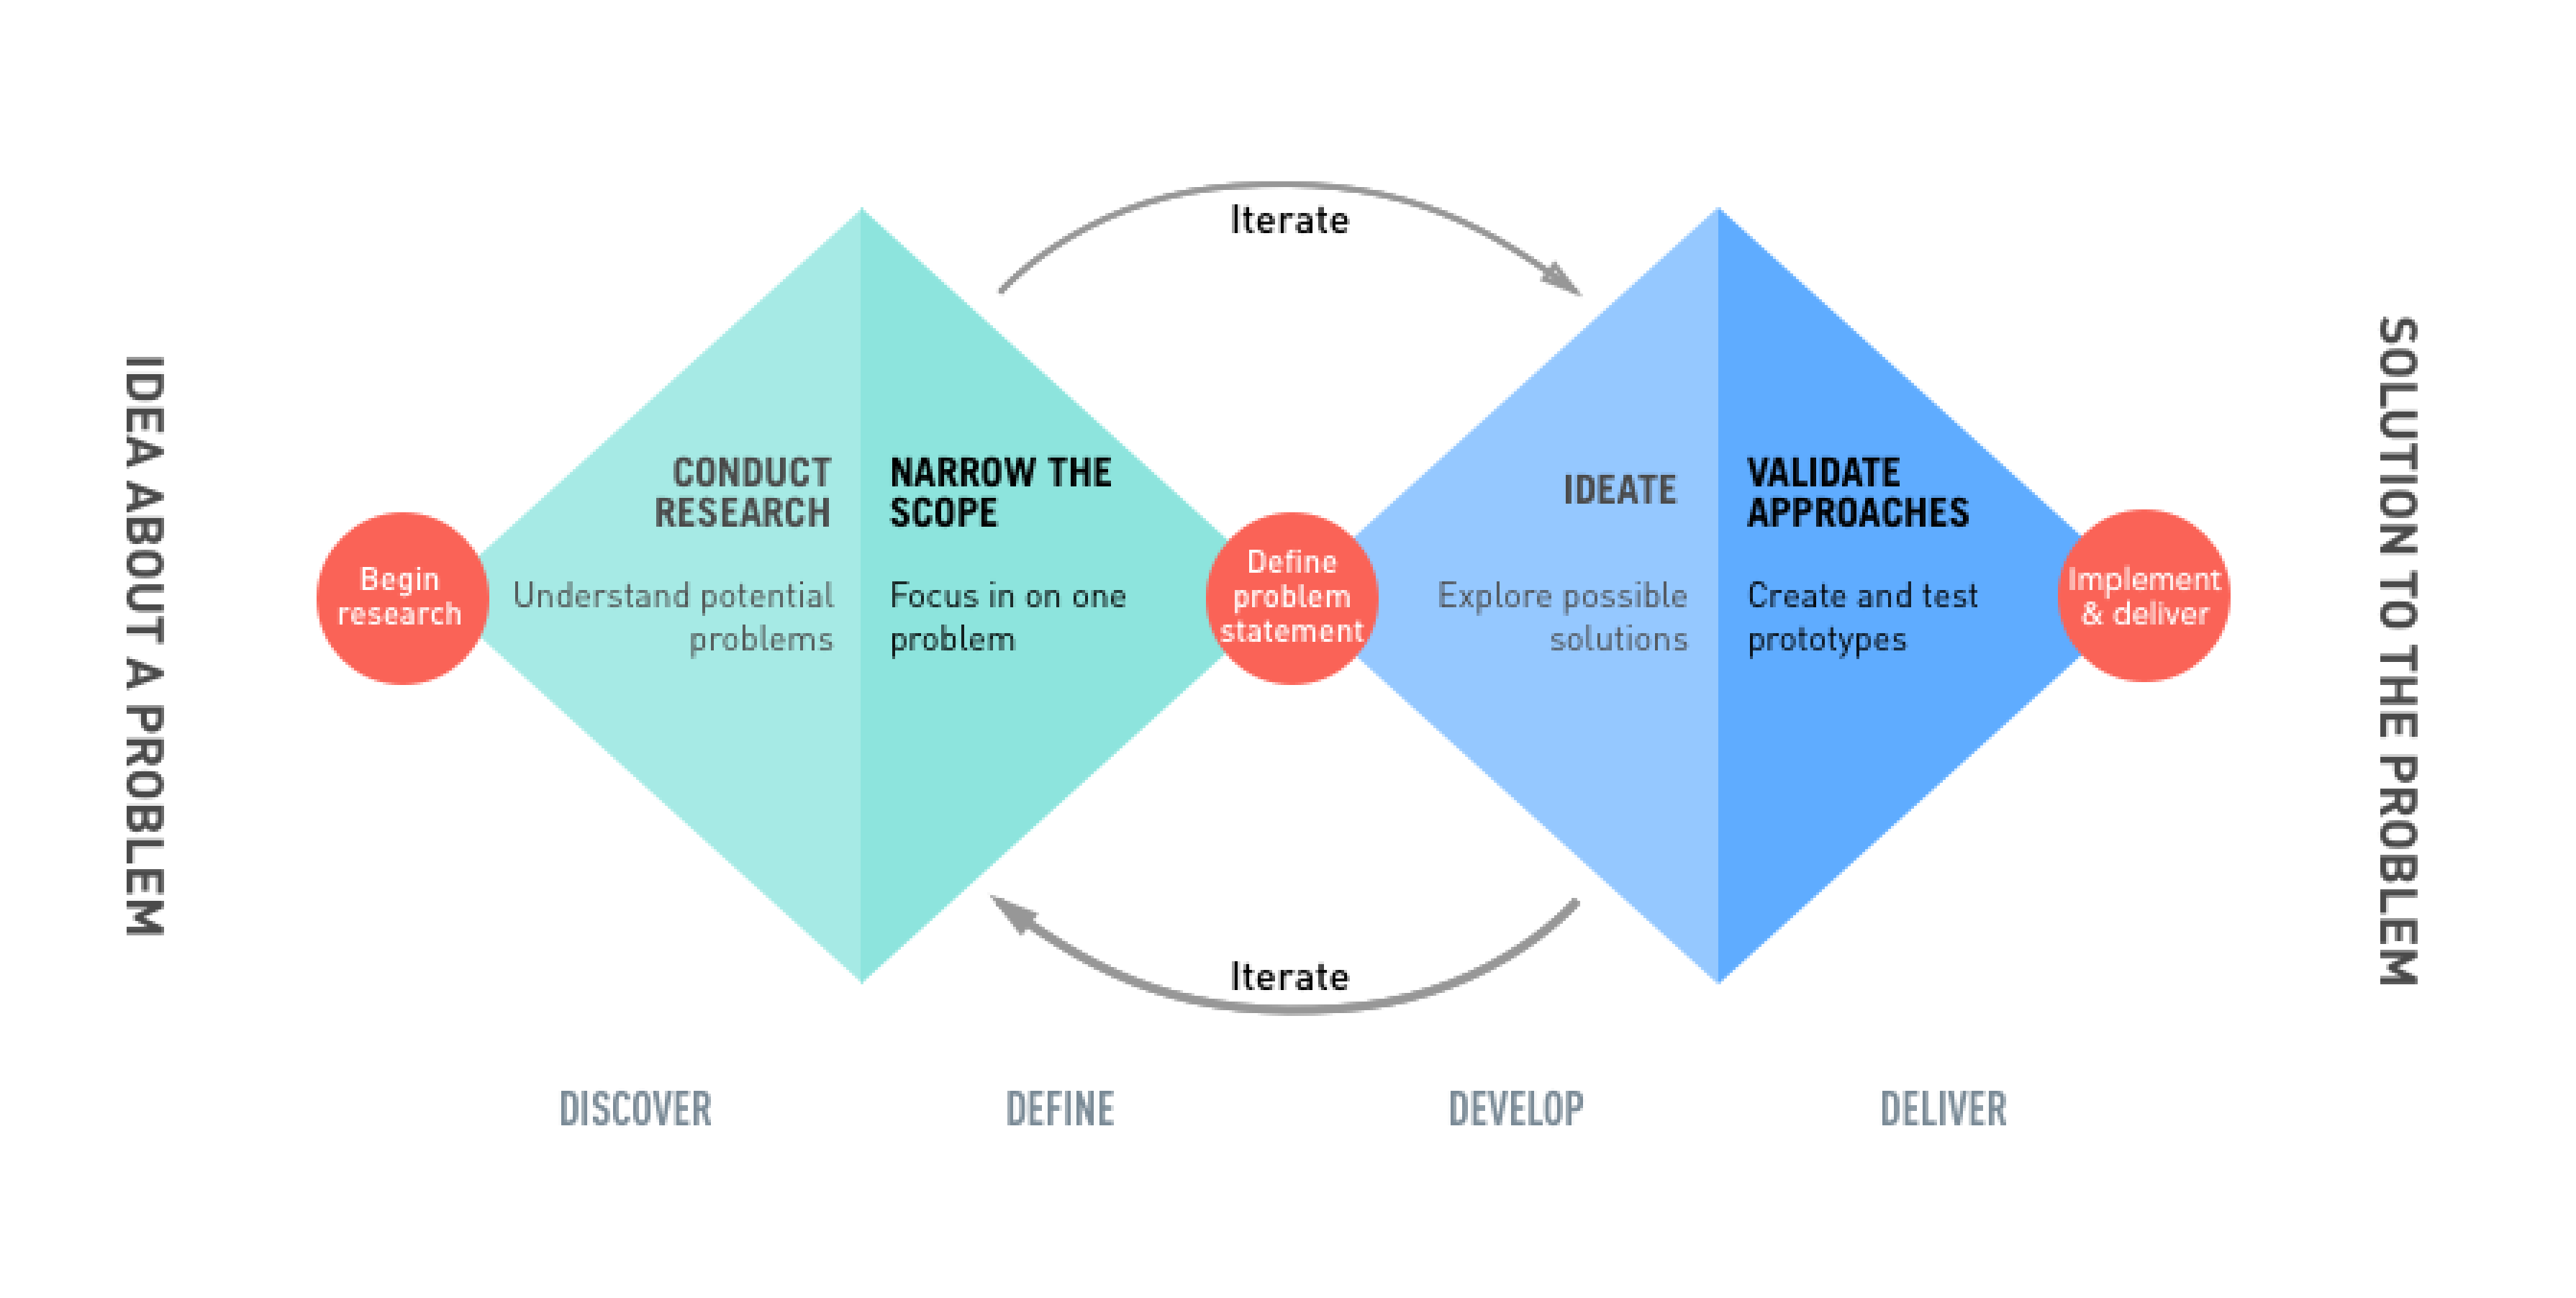 IDEA ABOUT A PROBLEM
Begin
research
CONDUCT
RESEARCH
Understand potential
problems
NARROW THE
SCOPE
Focus in on one
problem
Iterate
Define
problem
statement
Iterate
IDEATE
Explore possible
solutions
VALIDATE
APPROACHES
Create and test
prototypes
Implement
& deliver
SOLUTION TO THE PROBLEM
DISCOVER
DEFINE
DEVELOP
DELIVER